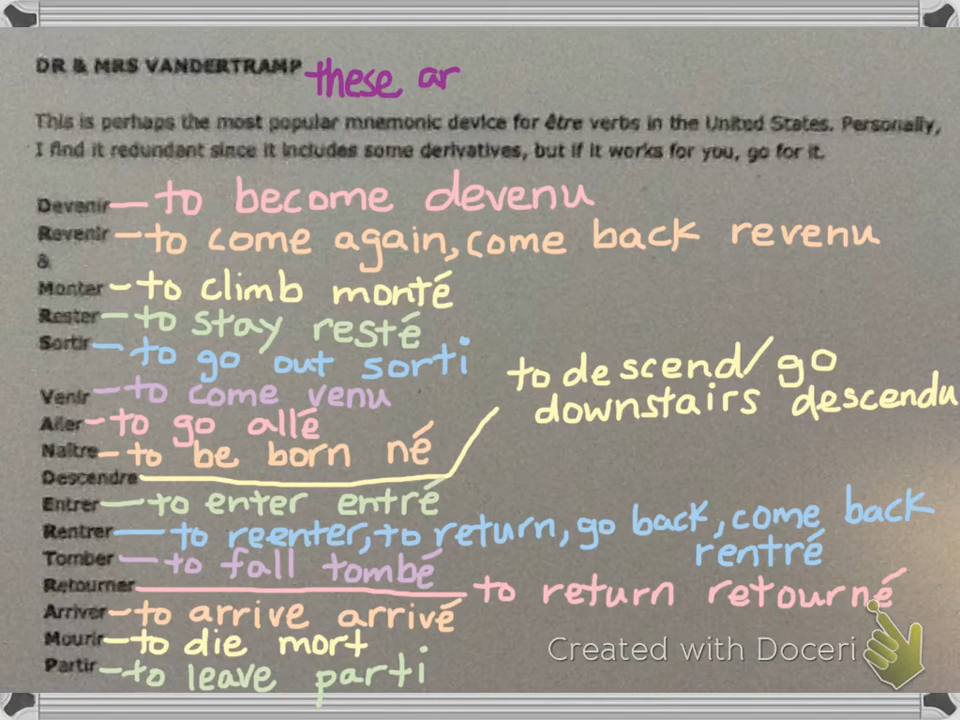 DR & MRS VANDERTRAMP these ar
This is perhaps the most popular mnemonic device for être verbs in the United States. Personally,
I find it redundant since it includes some derivatives, but if it works for you, go for it.
Devenir - to become devenu
Revenir - to come again, come back revenu
&
Monter - to climb monté
Rester - to stay resté
Sortir - to go out sorti
Venir - to come venu
Aller - to go allé
Naître - to be born né
Descendre to descend/go
downstairs descendu
Entrer - to enter entré
Rentrer - to reenter, to return, go back, come back
rentré
Tomber - to fall tombé
Retourner - to return retourné
Arriver - to arrive arrivé
Mourir - to die mort
Partir - to leave parti
Created with Doceri